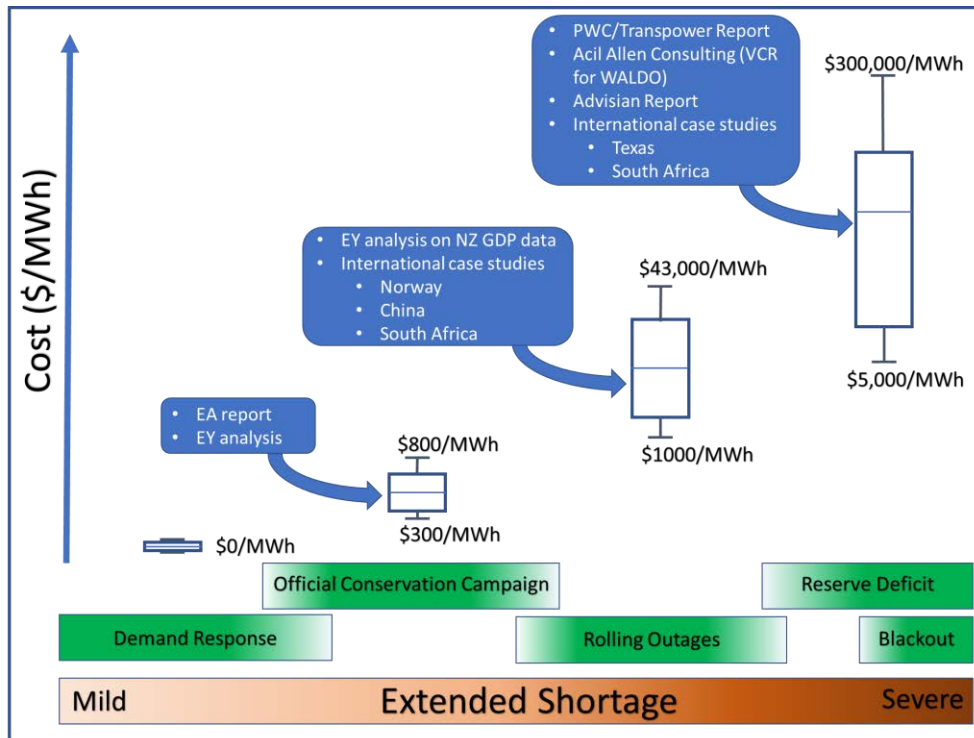 • PWC/Transpower Report
• Acil Allen Consulting (VCR
for WALDO)
• Advisian Report
• International case studies
• Texas
• South Africa
$300,000/MWh
$5,000/MWh
• EY analysis on NZ GDP data
• International case studies
• Norway
• China
• South Africa
$43,000/MWh
$1000/MWh
Cost ($/MWh)
• EA report
• EY analysis
$800/MWh
$300/MWh
$0/MWh
Official Conservation Campaign
Reserve Deficit
Demand Response
Rolling Outages
Blackout
Mild
Extended Shortage
Severe